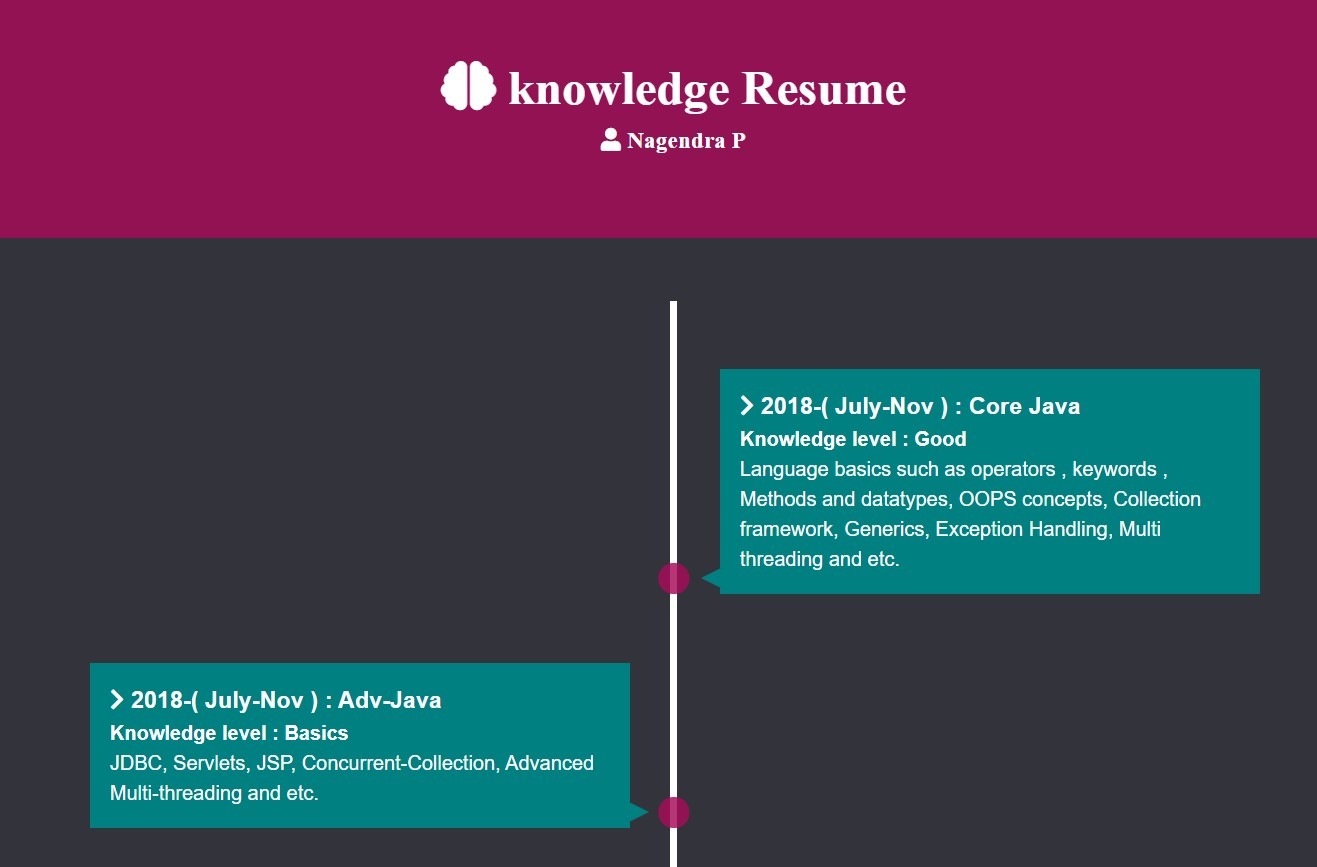 knowledge Resume
Nagendra P
2018-( July-Nov ) : Core Java
Knowledge level : Good
Language basics such as operators , keywords ,
Methods and datatypes, OOPS concepts, Collection
framework, Generics, Exception Handling, Multi
threading and etc.
2018-( July-Nov ) : Adv-Java
Knowledge level : Basics
JDBC, Servlets, JSP, Concurrent-Collection, Advanced
Multi-threading and etc.